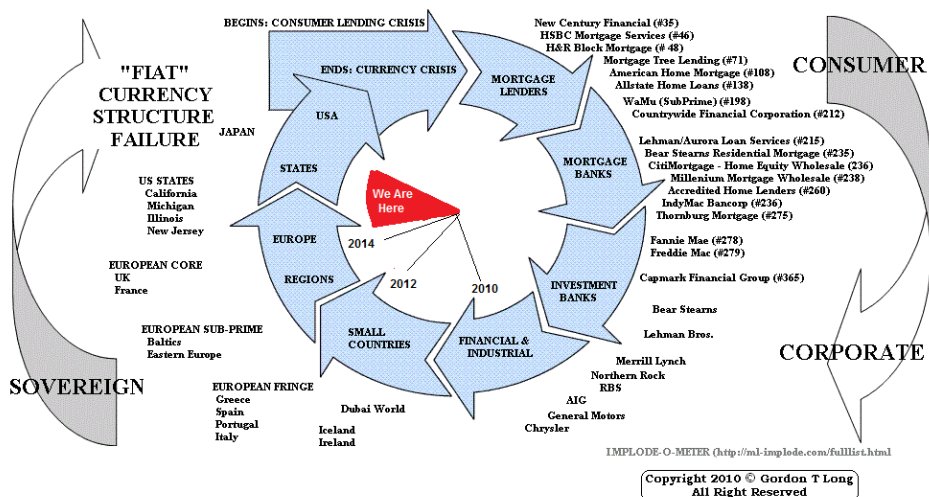 BEGINS: CONSUMER LENDING CRISIS
ENDS: CURRENCY CRISIS
"FIAT"
CURRENCY
STRUCTURE
FAILURE
CONSUMER
CORPORATE
SOVEREIGN
MORTGAGE
LENDERS
New Century Financial (#35)
HSBC Mortgage Services (#46)
H&R Block Mortgage (# 48)
Mortgage Tree Lending (#71)
American Home Mortgage (#108)
Allstate Home Loans (#138)
WaMu (SubPrime) (#198)
Countrywide Financial Corporation (#212)
MORTGAGE
BANKS
Lehman/Aurora Loan Services (#215)
Bear Stearns Residential Mortgage (#235)
CitiMortgage - Home Equity Wholesale (236)
Millenium Mortgage Wholesale (#238)
Accredited Home Lenders (#260)
IndyMac Bancorp (#236)
Thornburg Mortgage (#275)
Fannie Mae (#278)
Freddie Mac (#279)
Capmark Financial Group (#365)
INVESTMENT
BANKS
Bear Stearns
Lehman Bros.
Merrill Lynch
Northern Rock
RBS
AIG
General Motors
Chrysler
FINANCIAL &
INDUSTRIAL
SMALL
COUNTRIES
Dubai World
Iceland
Ireland
EUROPEAN FRINGE
Greece
Spain
Portugal
Italy
EUROPE
REGIONS
EUROPEAN SUB-PRIME
Baltics
Eastern Europe
EUROPEAN CORE
UK
France
STATES
US STATES
California
Michigan
Illinois
New Jersey
USA
JAPAN
We Are
Here
2014
2012
2010
IMPLODE-O-METER (http://ml-implode.com/fulllist.html
Copyright 2010 © Gordon T Long
All Right Reserved